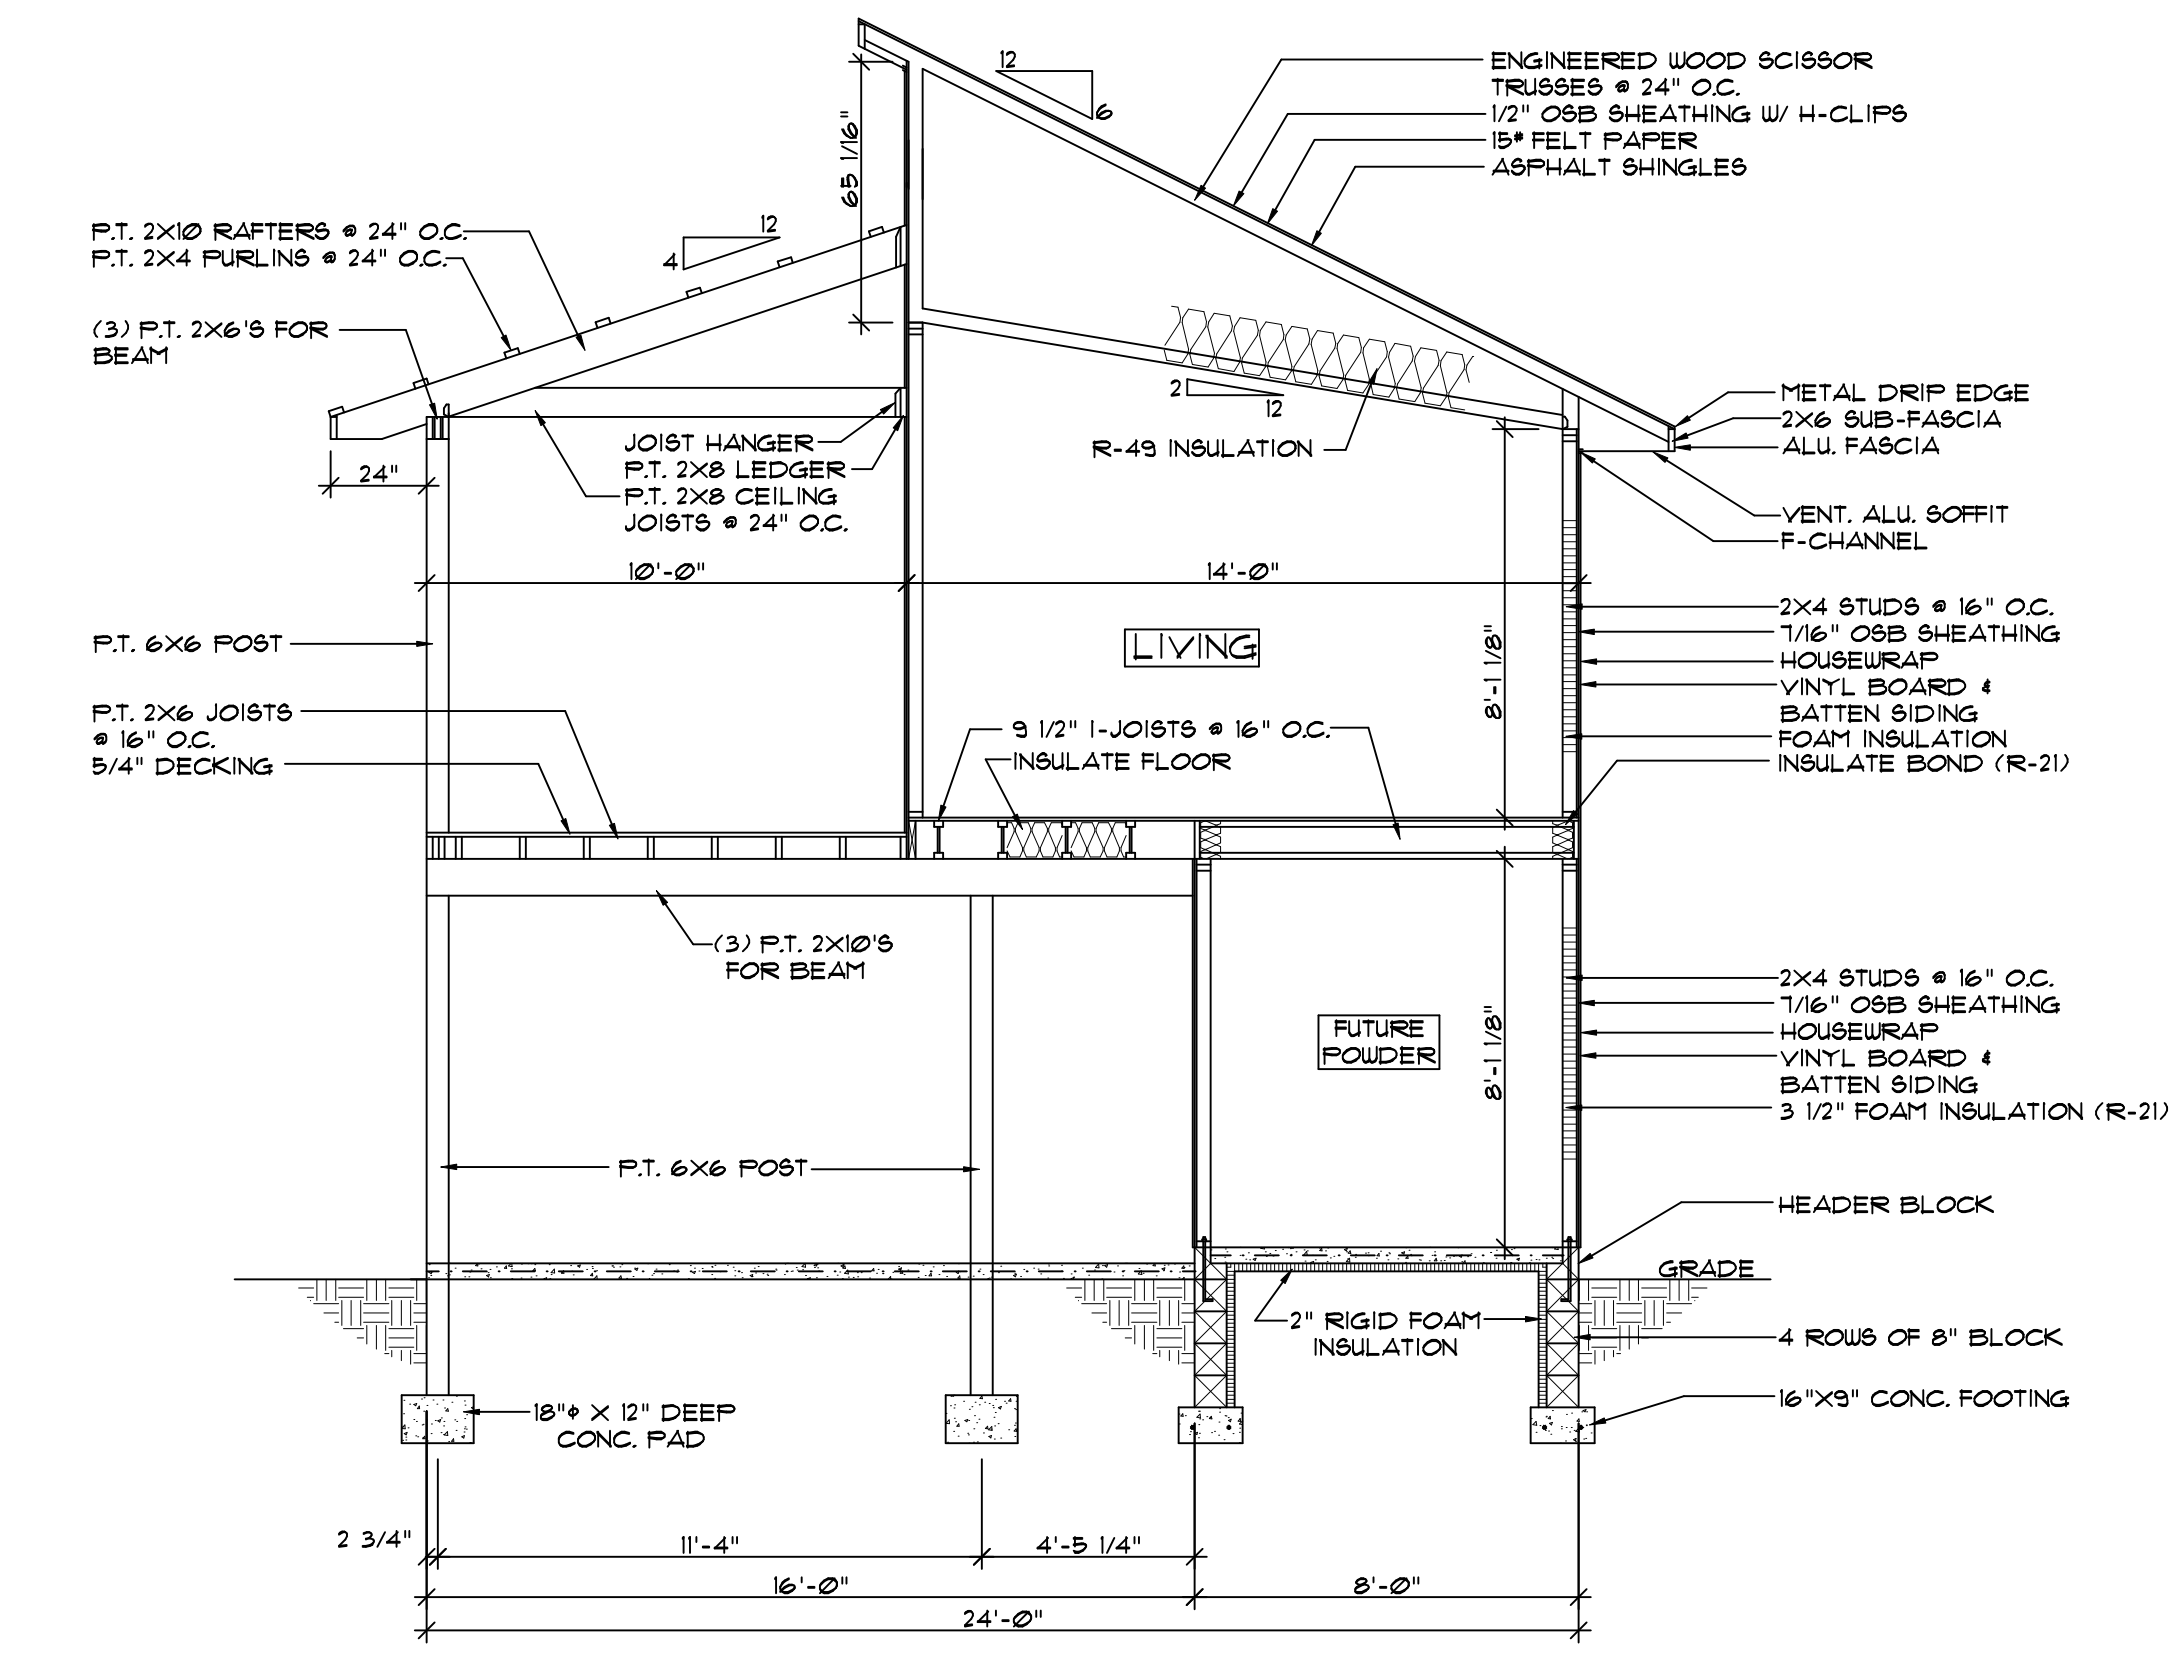 12
6
ENGINEERED WOOD SCISSOR
TRUSSES @ 24" O.C.
1/2" OSB SHEATHING W/ H-CLIPS
15# FELT PAPER
ASPHALT SHINGLES
65 1/16"
P.T. 2X10 RAFTERS @ 24" O.C.
P.T. 2X4 PURLINS @ 24" O.C.
12
4
(3) P.T. 2X6'S FOR
BEAM
2
12
R-49 INSULATION
METAL DRIP EDGE
2X6 SUB-FASCIA
ALU. FASCIA
JOIST HANGER
P.T. 2X8 LEDGER
P.T. 2X8 CEILING
JOISTS @ 24" O.C.
24"
VENT. ALU. SOFFIT
F-CHANNEL
10'-0"
14'-0"
P.T. 6X6 POST
LIVING
8'-1 1/8"
2X4 STUDS @ 16" O.C.
7/16" OSB SHEATHING
HOUSEWRAP
VINYL BOARD &
BATTEN SIDING
FOAM INSULATION
INSULATE BOND (R-21)
P.T. 2X6 JOISTS
@ 16" O.C.
5/4" DECKING
9 1/2" I-JOISTS @ 16" O.C.
INSULATE FLOOR
(3) P.T. 2X10'S
FOR BEAM
FUTURE
POWDER
8'-1 1/8"
2X4 STUDS @ 16" O.C.
7/16" OSB SHEATHING
HOUSEWRAP
VINYL BOARD &
BATTEN SIDING
3 1/2" FOAM INSULATION (R-21)
P.T. 6X6 POST
HEADER BLOCK
GRADE
2" RIGID FOAM
INSULATION
4 ROWS OF 8" BLOCK
18"ϕ X 12" DEEP
CONC. PAD
16"X9" CONC. FOOTING
2 3/4"
11'-4"
4'-5 1/4"
16'-0"
8'-0"
24'-0"